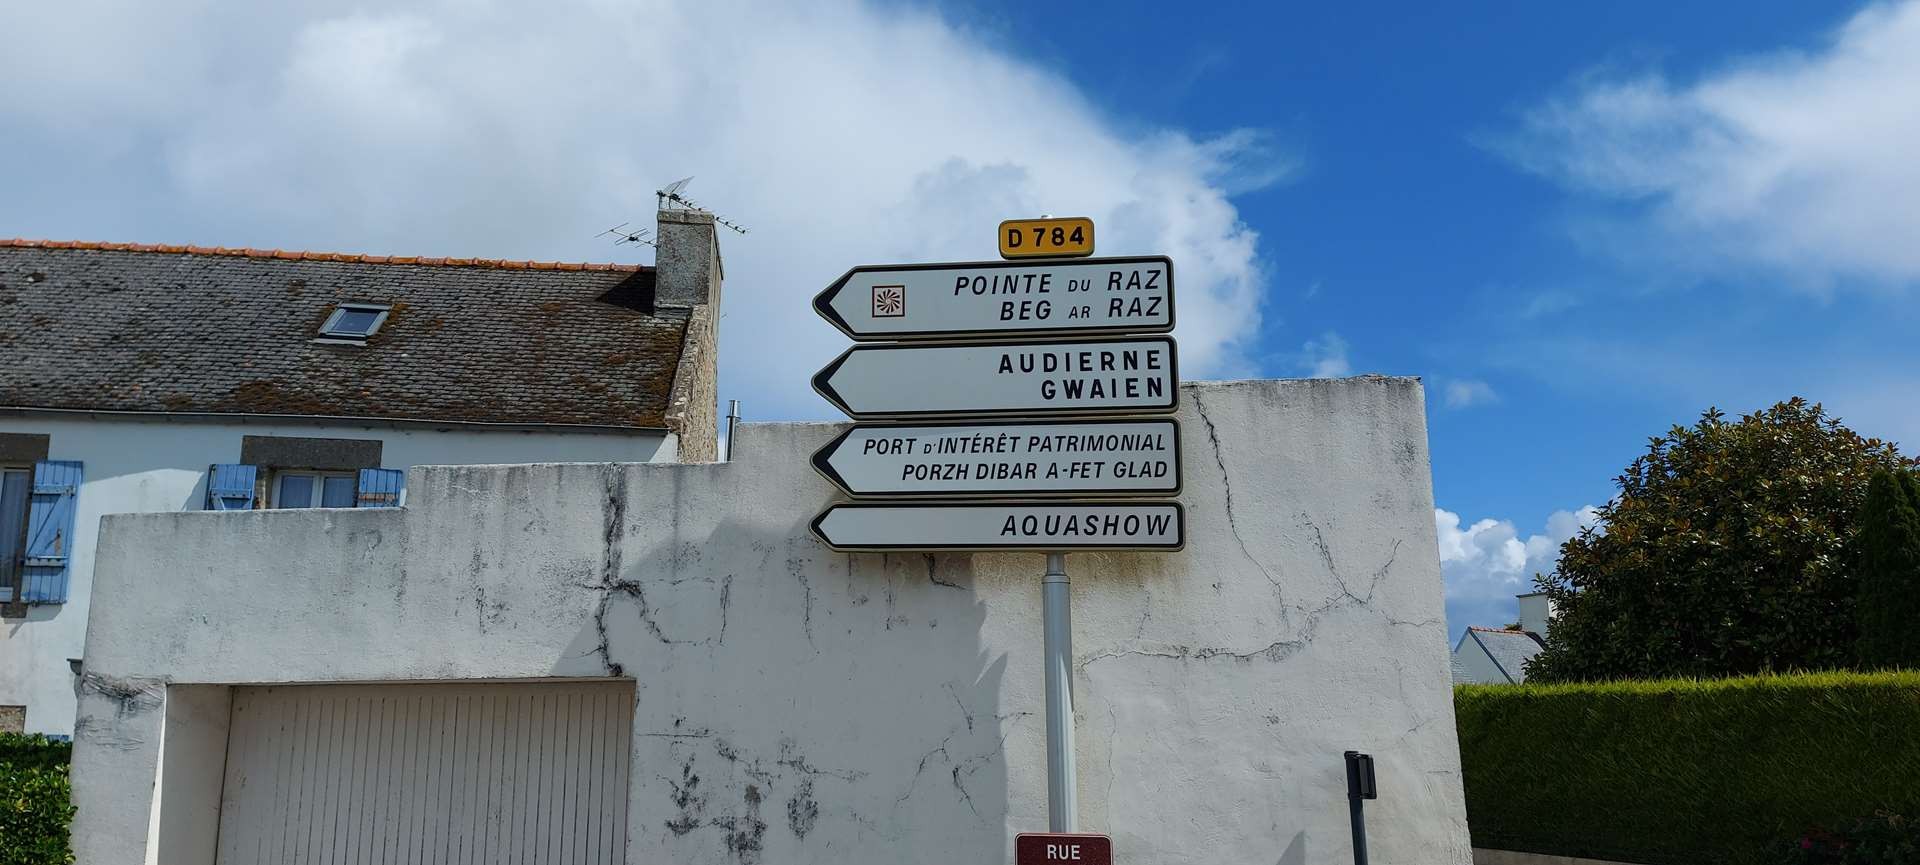 D 784
POINTE DU RAZ
BEG AR RAZ
AUDIERNE
GWAIEN
PORT D'INTÉRÊT PATRIMONIAL
PORZH DIBAR A-FET GLAD
AQUASHOW
RUE